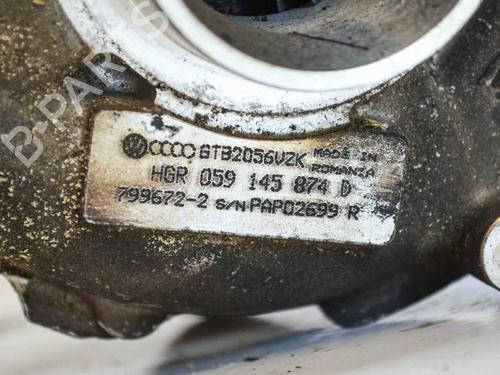 B-PARTS
GTB2056VZK MADE IN
ROMANIA
HGR 059 145 874 D
799672-2 S/N PAP02699 R